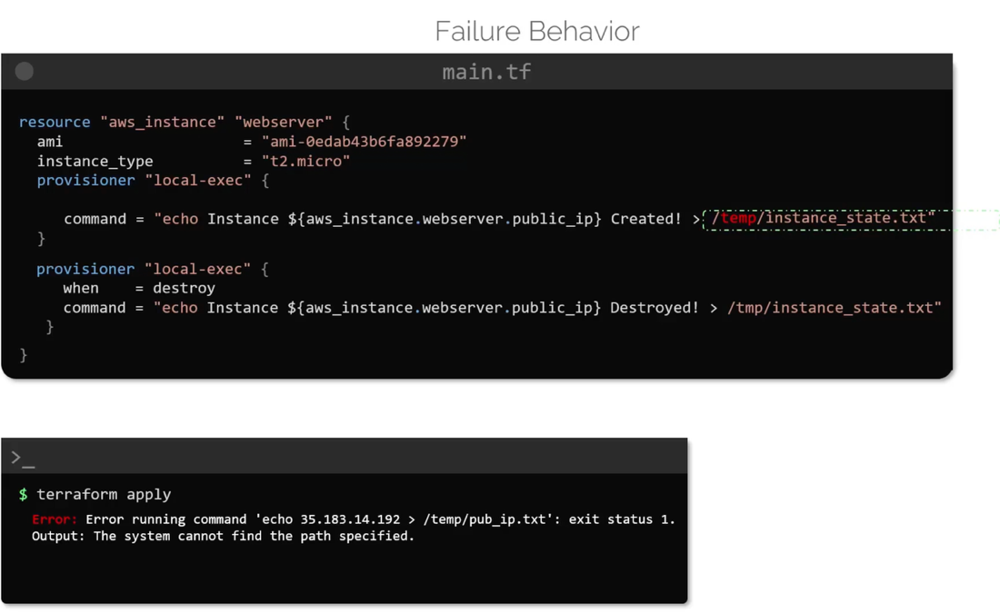 Failure Behavior
main.tf
resource "aws_instance" "webserver" {
ami = "ami-0edab43b6fa892279"
instance_type = "t2.micro"
provisioner "local-exec" {
command = "echo Instance ${aws_instance.webserver.public_ip} Created! > /temp/instance_state.txt"
}
provisioner "local-exec" {
when = destroy
command = "echo Instance ${aws_instance.webserver.public_ip} Destroyed! > /tmp/instance_state.txt"
}
}
>_
$ terraform apply
Error: Error running command 'echo 35.183.14.192 > /temp/pub_ip.txt': exit status 1.
Output: The system cannot find the path specified.